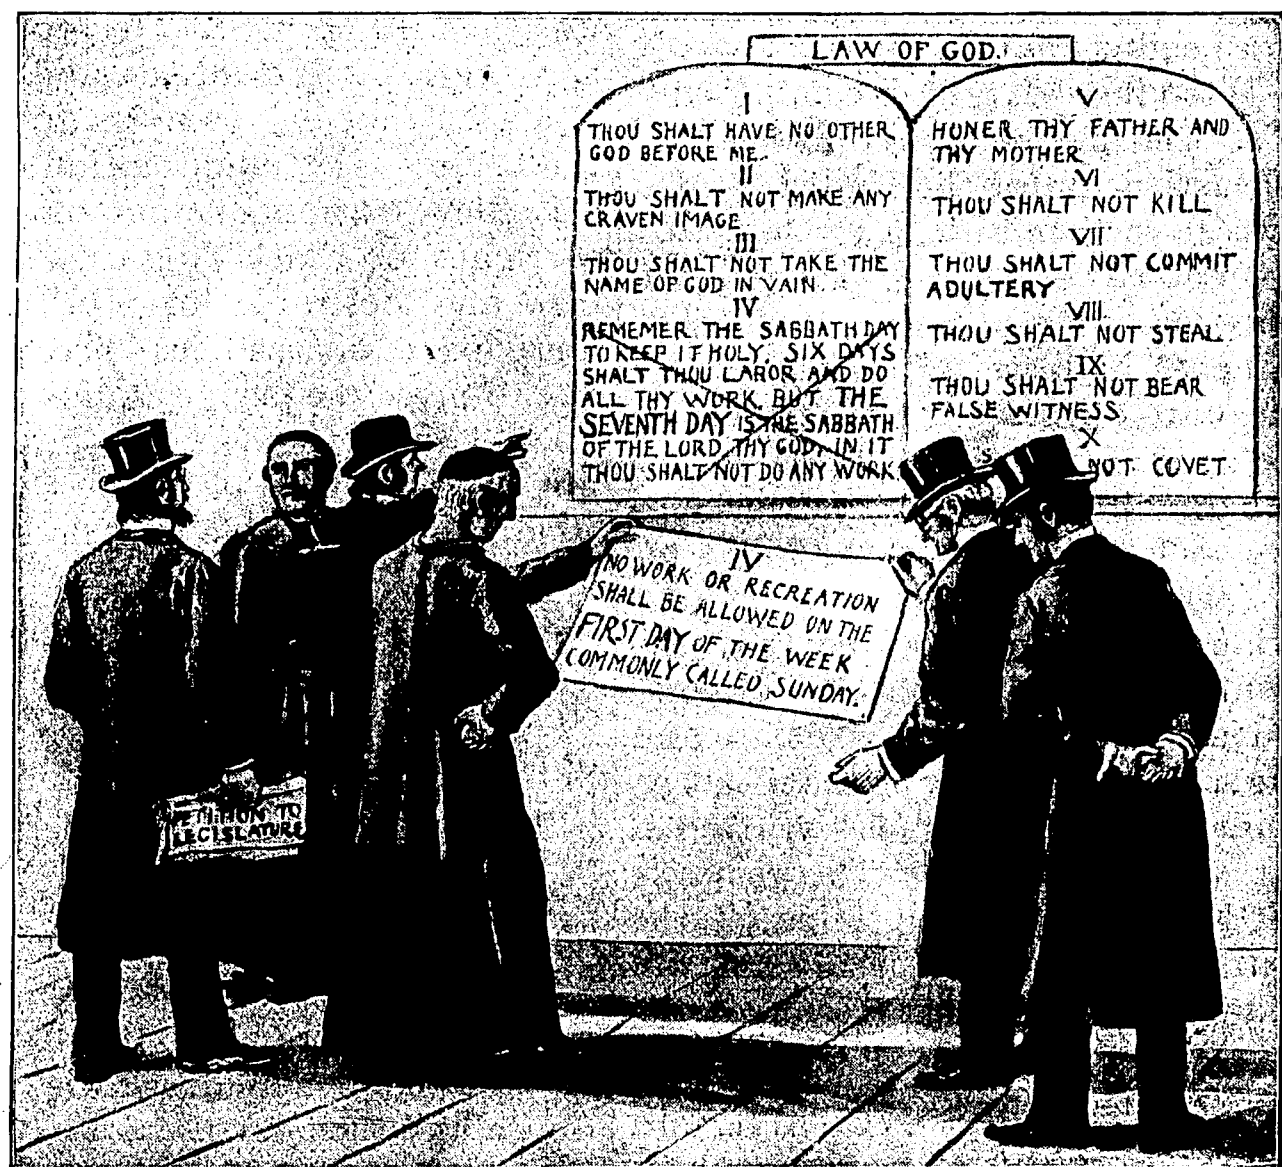 LAW OF GOD.
I
THOU SHALT HAVE NO OTHER
GOD BEFORE ME.
II
THOU SHALT NOT MAKE ANY
CRAVEN IMAGE
III
THOU SHALT NOT TAKE THE
NAME OF GOD IN VAIN.
IV
REMEMER THE SABBATH DAY
TO KEEP IT HOLY. SIX DAYS
SHALT THOU LABOR AND DO
ALL THY WORK. BUT THE
SEVENTH DAY IS THE SABBATH
OF THE LORD THY GOD, IN IT
THOU SHALT NOT DO ANY WORK
V
HONER THY FATHER AND
THY MOTHER
VI
THOU SHALT NOT KILL
VII
THOU SHALT NOT COMMIT
ADULTERY
VIII.
THOU SHALT NOT STEAL
IX
THOU SHALT NOT BEAR
FALSE WITNESS
X
NOT COVET
IV
NO WORK OR RECREATION
SHALL BE ALLOWED ON THE
FIRST DAY OF THE WEEK
COMMONLY CALLED SUNDAY.
PETITION TO
LEGISLATURE